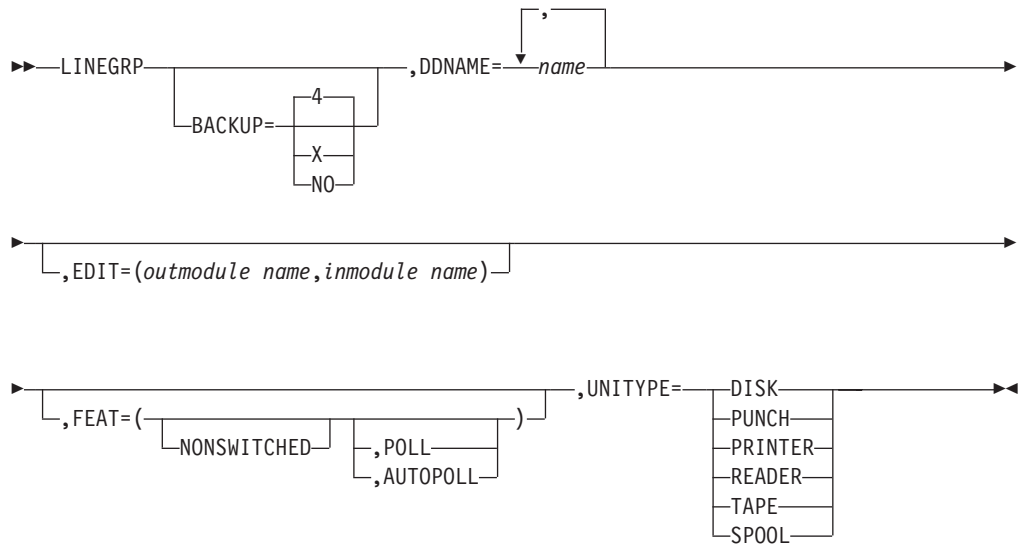 ,
LINEGRP ,DDNAME= name
4
BACKUP=
X
NO
,EDIT=(outmodule name,inmodule name)
,FEAT=( ) ,UNITYPE= DISK
NONSWITCHED ,POLL PUNCH
,AUTOPOLL PRINTER
READER
TAPE
SPOOL